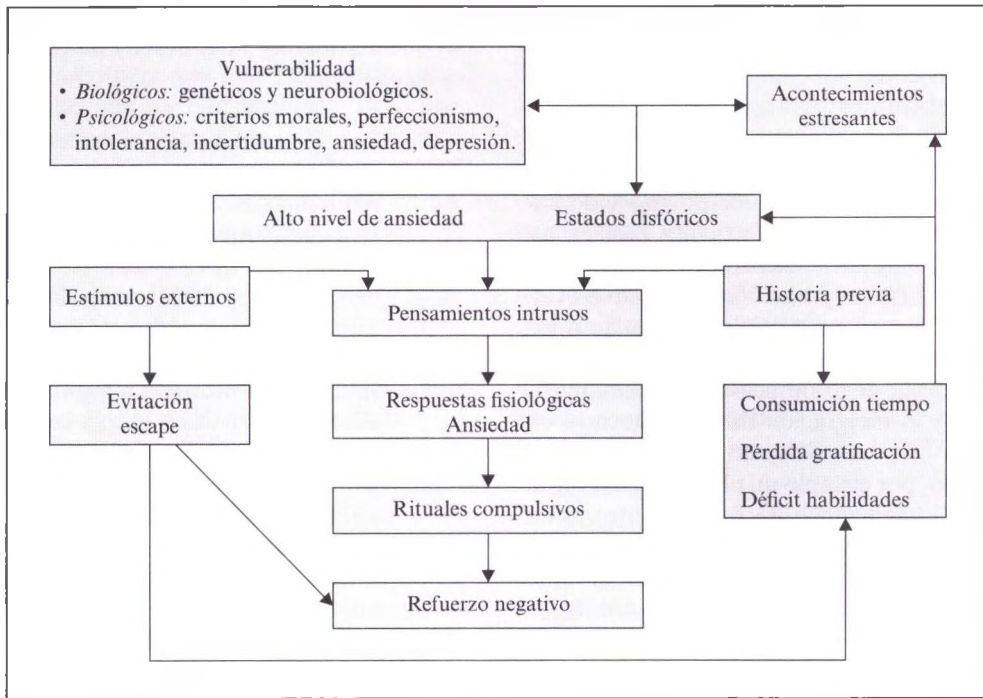 Vulnerabilidad
• Biológicos: genéticos y neurobiológicos.
• Psicológicos: criterios morales, perfeccionismo,
intolerancia, incertidumbre, ansiedad, depresión.
Acontecimientos
estresantes
Alto nivel de ansiedad Estados disfóricos
Estímulos externos
Pensamientos intrusos
Historia previa
Evitación
escape
Respuestas fisiológicas
Ansiedad
Consumición tiempo
Pérdida gratificación
Déficit habilidades
Rituales compulsivos
Refuerzo negativo